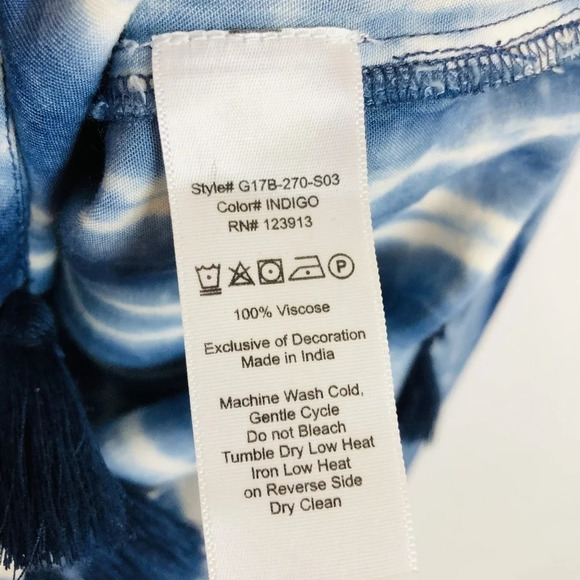 Style# G17B-270-S03
Color# INDIGO
RN# 123913
P
100% Viscose
Exclusive of Decoration
Made in India
Machine Wash Cold,
Gentle Cycle
Do not Bleach
Tumble Dry Low Heat
Iron Low Heat
on Reverse Side
Dry Clean